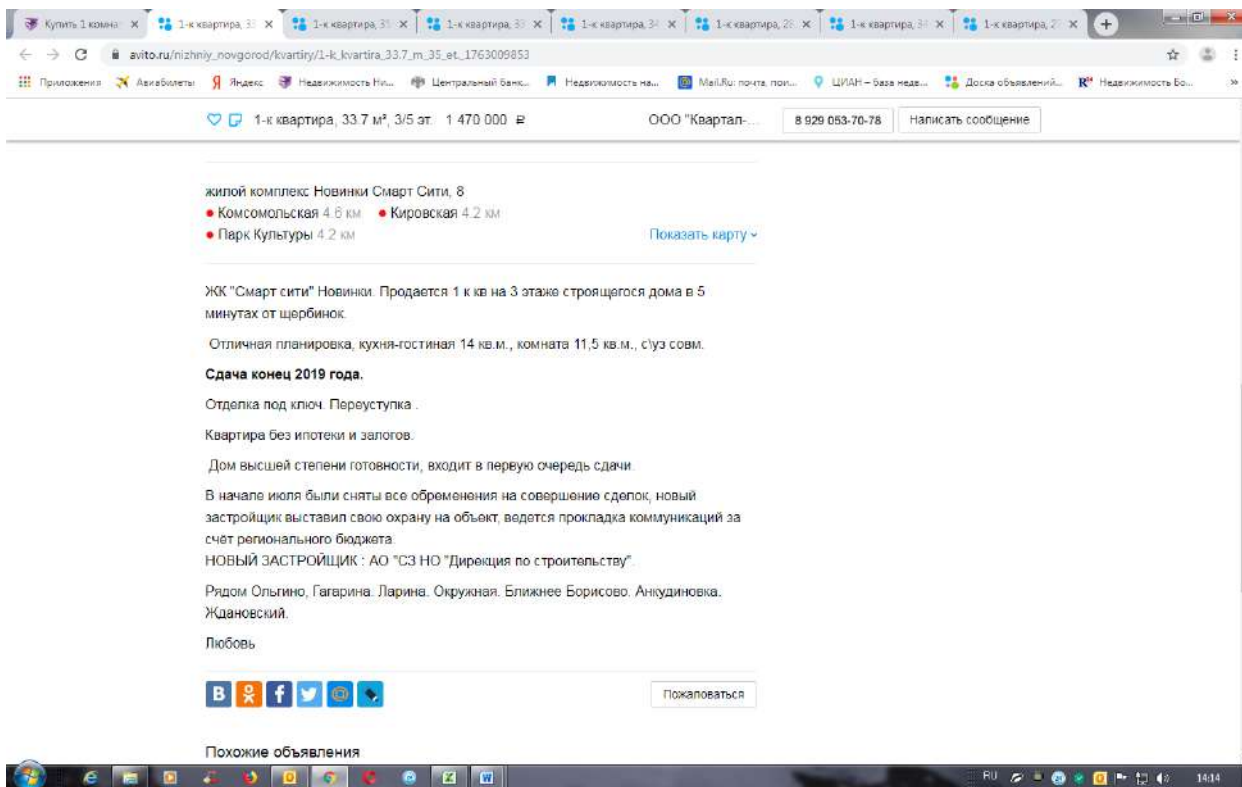 Купить 1 комна
1-к квартира, 33
1-к квартира, 31
1-к квартира, 33
1-к квартира, 34
1-к квартира, 28
1-к квартира, 34
1-к квартира, 27
avito.ru/nizhniy_novgorod/kvartiry/1-k_kvartira_33.7_m_35_et._1763009853
Приложения Авиабилеты Яндекс Недвижимость Ни... Центральный банк... Недвижимость на... Mail.Ru: почта, пои... ЦИАН – база неде... Доска объявлений... Недвижимость Бо... »
1-к квартира, 33.7 м², 3/5 эт. 1 470 000 ₽ ООО "Квартал-... 8 929 053-70-78 Написать сообщение
жилой комплекс Новинки Смарт Сити, 8
Комсомольская 4.6 км Кировская 4.2 км
Парк Культуры 4.2 км Показать карту
ЖК "Смарт сити" Новинки. Продается 1 к кв на 3 этаже строящегося дома в 5
минутах от щербинок.
Отличная планировка, кухня-гостиная 14 кв.м., комната 11,5 кв.м., с\уз совм.
Сдача конец 2019 года.
Отделка под ключ. Переуступка .
Квартира без ипотеки и залогов.
Дом высшей степени готовности, входит в первую очередь сдачи.
В начале июля были сняты все обременения на совершение сделок, новый
застройщик выставил свою охрану на объект, ведется прокладка коммуникаций за
счёт регионального бюджета.
НОВЫЙ ЗАСТРОЙЩИК : АО "СЗ НО "Дирекция по строительству".
Рядом Ольгино, Гагарина. Ларина. Окружная. Ближнее Борисово. Анкудиновка.
Ждановский.
Любовь
Пожаловаться
Похожие объявления
RU 14:14